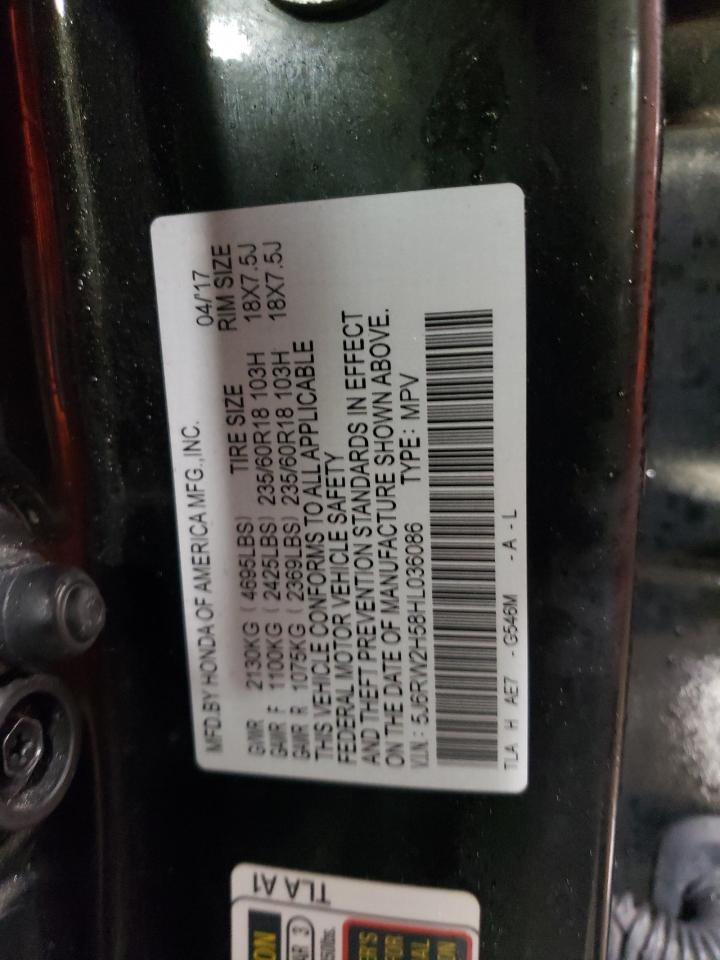 MFD.BY HONDA OF AMERICA MFG.,INC. 04/'17
TIRE SIZE RIM SIZE
GVWR 2130KG (4695LBS)
GAWR F 1100KG (2425LBS) 235/60R18 103H 18X7.5J
GAWR R 1075KG (2369LBS) 235/60R18 103H 18X7.5J
THIS VEHICLE CONFORMS TO ALL APPLICABLE
FEDERAL MOTOR VEHICLE SAFETY
AND THEFT PREVENTION STANDARDS IN EFFECT
ON THE DATE OF MANUFACTURE SHOWN ABOVE.
V.I.N.: 5J6RW2H58HL036086 TYPE: MPV
TLA H AE7 - G546M - A - L
TLA A1